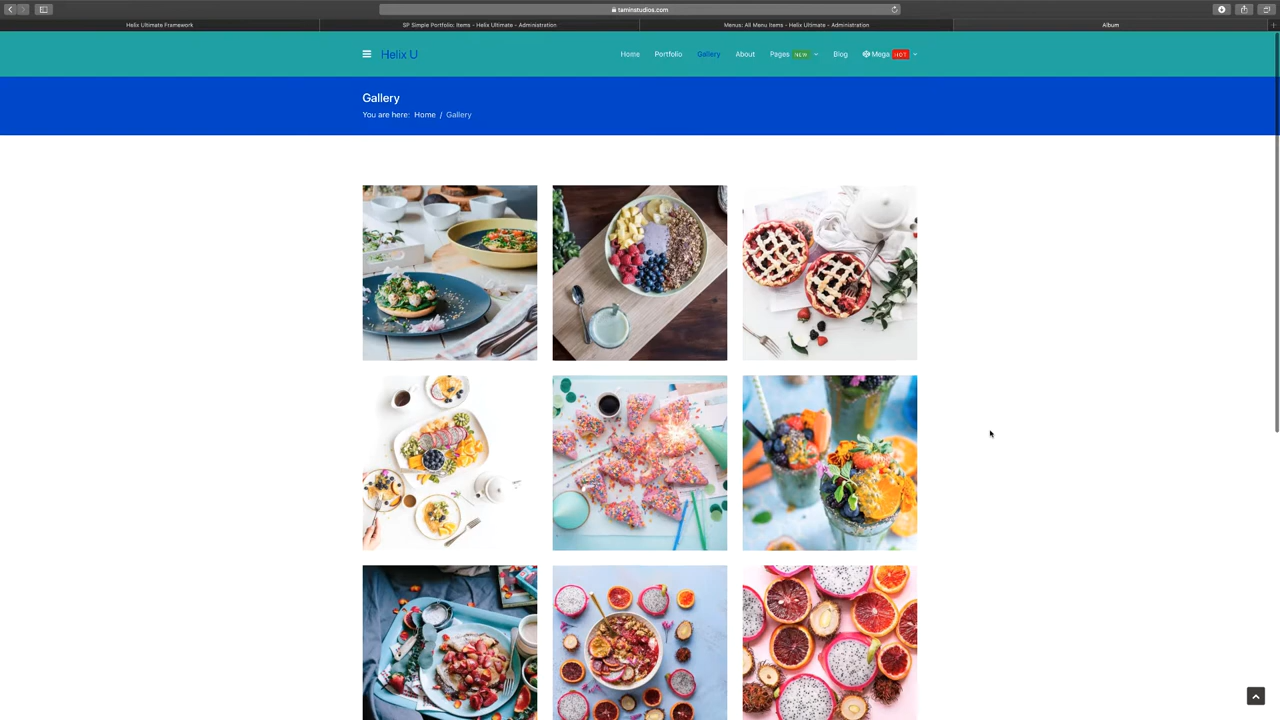 taminstudios.com
Helix Ultimate Framework
SP Simple Portfolio: Items - Helix Ultimate - Administration
Menus: All Menu Items - Helix Ultimate - Administration
Album
Helix U
Home
Portfolio
Gallery
About
Pages NEW
Blog
Mega HOT
Gallery
You are here: Home / Gallery